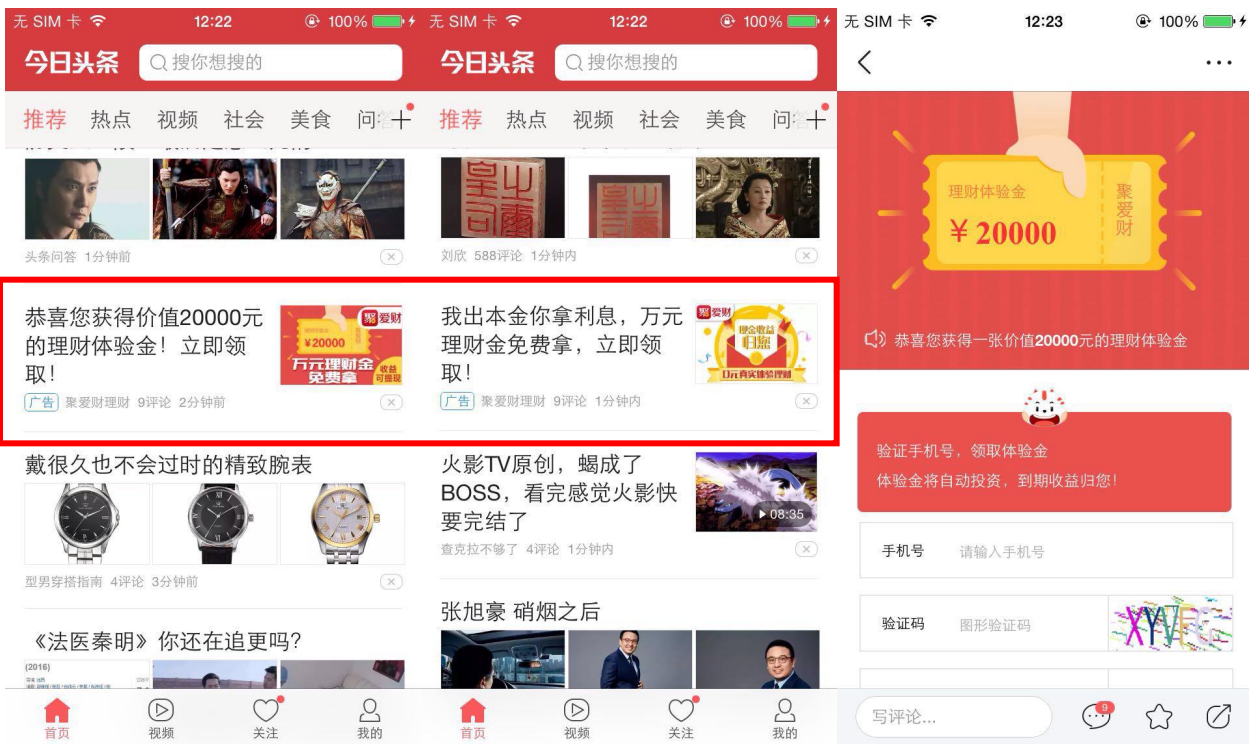 无 SIM 卡
12:22
100%
今日头条
搜你想搜的
推荐 热点 视频 社会 美食 问答
头条问答 1分钟前
恭喜您获得价值20000元
的理财体验金！立即领
取！
聚爱财
¥20000
万元理财金
免费拿
收益
可提现
广告 聚爱财理财 9评论 2分钟前
戴很久也不会过时的精致腕表
型男穿搭指南 4评论 3分钟前
《法医秦明》你还在追更吗？
(2016)
首页 视频 关注 我的
无 SIM 卡
12:22
100%
今日头条
搜你想搜的
推荐 热点 视频 社会 美食 问答
刘欣 588评论 1分钟内
我出本金你拿利息，万元
理财金免费拿，立即领
取！
聚爱财
现金收益
归您
0元真实体验理财
广告 聚爱财理财 9评论 1分钟内
火影TV原创，蝎成了
BOSS，看完感觉火影快
要完结了
08:35
查克拉不够了 4评论 1分钟内
张旭豪 硝烟之后
首页 视频 关注 我的
无 SIM 卡
12:23
100%
理财体验金
¥20000
聚爱财
恭喜您获得一张价值20000元的理财体验金
验证手机号，领取体验金
体验金将自动投资，到期收益归您！
手机号 请输入手机号
验证码 图形验证码
写评论...
9